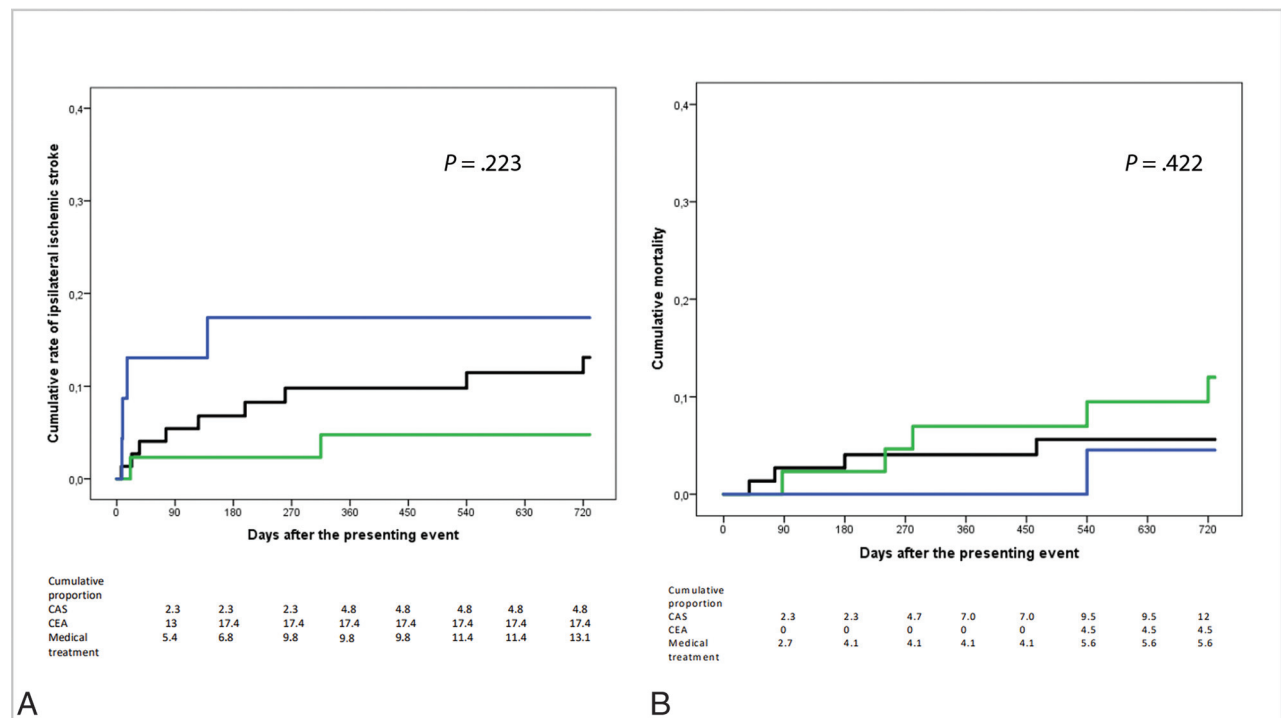 0,4
0,3
0,2
0,1
0,0
Cumulative rate of ipsilateral ischemic stroke
P = .223
0 90 180 270 360 450 540 630 720
Days after the presenting event
Cumulative
proportion
CAS 2.3 2.3 2.3 4.8 4.8 4.8 4.8 4.8
CEA 13 17.4 17.4 17.4 17.4 17.4 17.4 17.4
Medical 5.4 6.8 9.8 9.8 9.8 11.4 11.4 13.1
treatment
A
0,4
0,3
0,2
0,1
0,0
Cumulative mortality
P = .422
0 90 180 270 360 450 540 630 720
Days after the presenting event
Cumulative
proportion
CAS 2.3 2.3 4.7 7.0 7.0 9.5 9.5 12
CEA 0 0 0 0 0 4.5 4.5 4.5
Medical 2.7 4.1 4.1 4.1 4.1 5.6 5.6 5.6
treatment
B